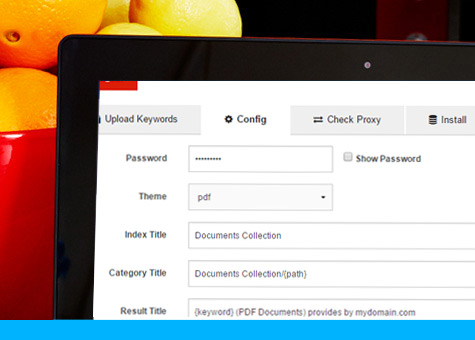 Upload Keywords Config Check Proxy Install
Password ········· Show Password
Theme pdf
Index Title Documents Collection
Category Title Documents Collection/{path}
Result Title {keyword} (PDF Documents) provides by mydomain.com